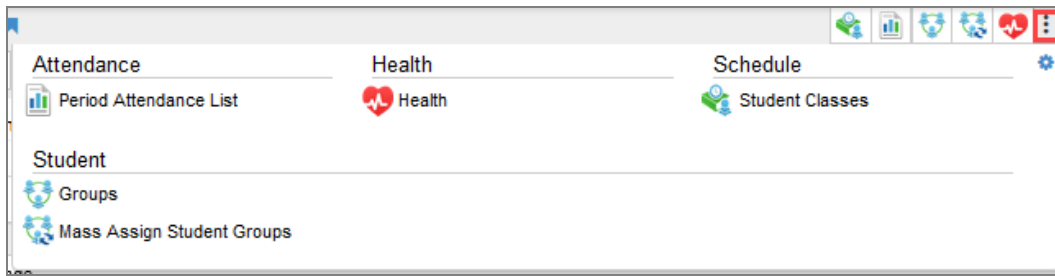 Attendance
Health
Schedule
Period Attendance List
Health
Student Classes
Student
Groups
Mass Assign Student Groups